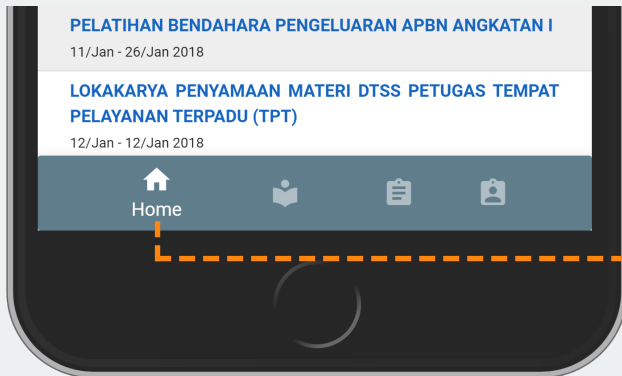 PELATIHAN BENDAHARA PENGELUARAN APBN ANGKATAN I
11/Jan - 26/Jan 2018
LOKAKARYA PENYAMAAN MATERI DTSS PETUGAS TEMPAT
PELAYANAN TERPADU (TPT)
12/Jan - 12/Jan 2018
Home